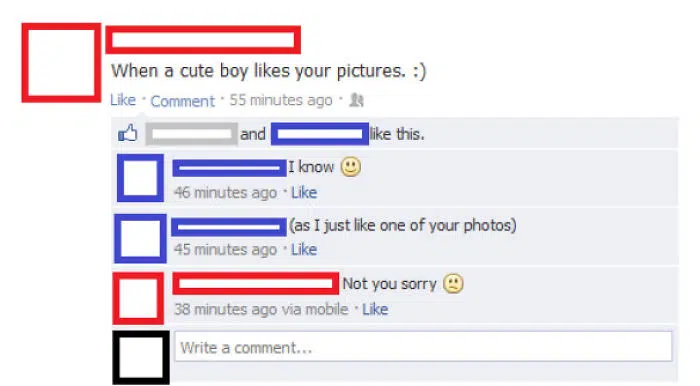 When a cute boy likes your pictures. :)
Like · Comment · 55 minutes ago ·
and like this.
I know
46 minutes ago · Like
(as I just like one of your photos)
45 minutes ago · Like
Not you sorry
38 minutes ago via mobile · Like
Write a comment...